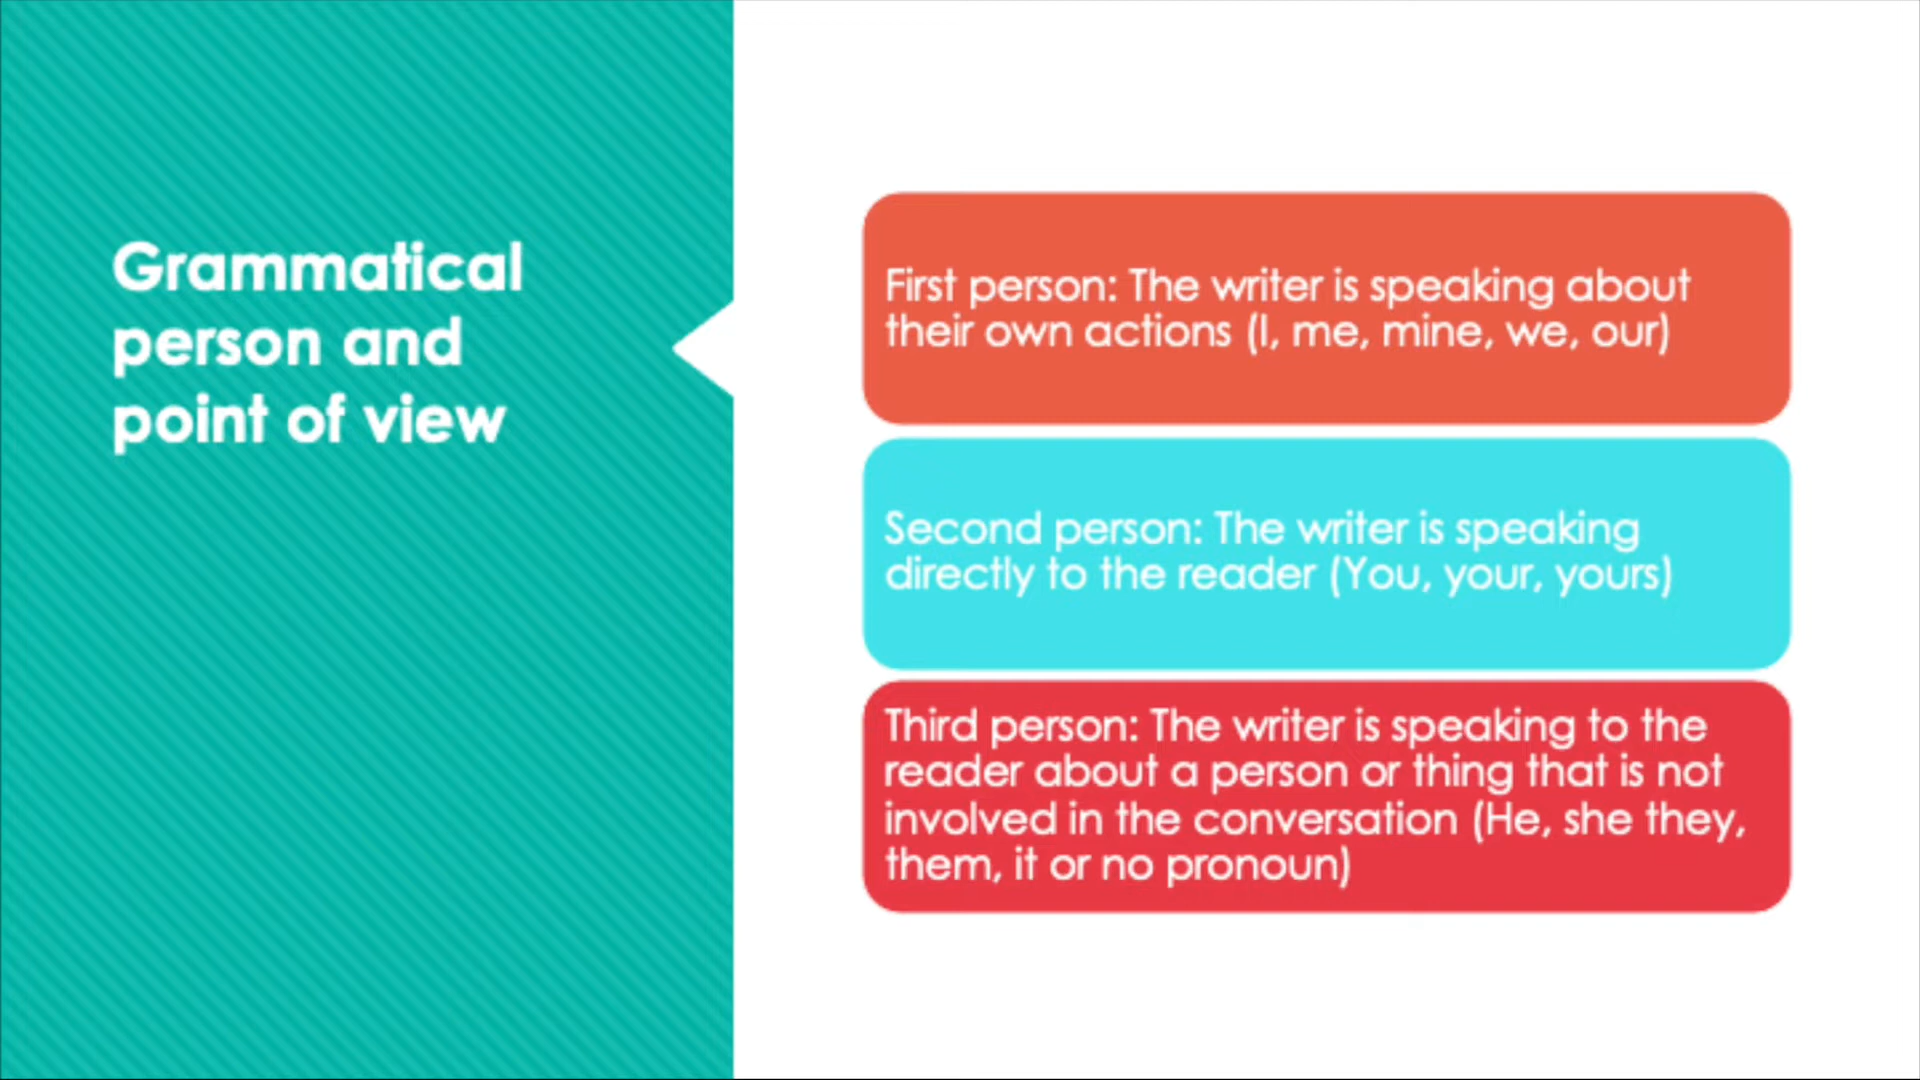 Grammatical
person and
point of view
First person: The writer is speaking about
their own actions (I, me, mine, we, our)
Second person: The writer is speaking
directly to the reader (You, your, yours)
Third person: The writer is speaking to the
reader about a person or thing that is not
involved in the conversation (He, she they,
them, it or no pronoun)